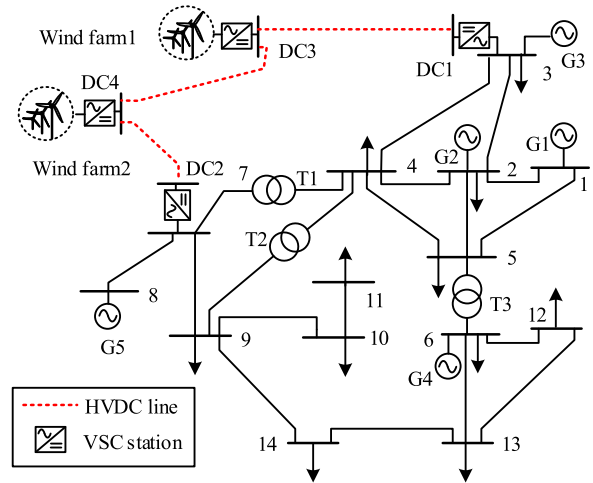 Wind farm1
DC3
DC1
3
G3
DC4
Wind farm2
DC2
7
T1
4
G2
2
G1
1
T2
5
8
G5
9
11
10
T3
12
6
G4
14
13
HVDC line
VSC station